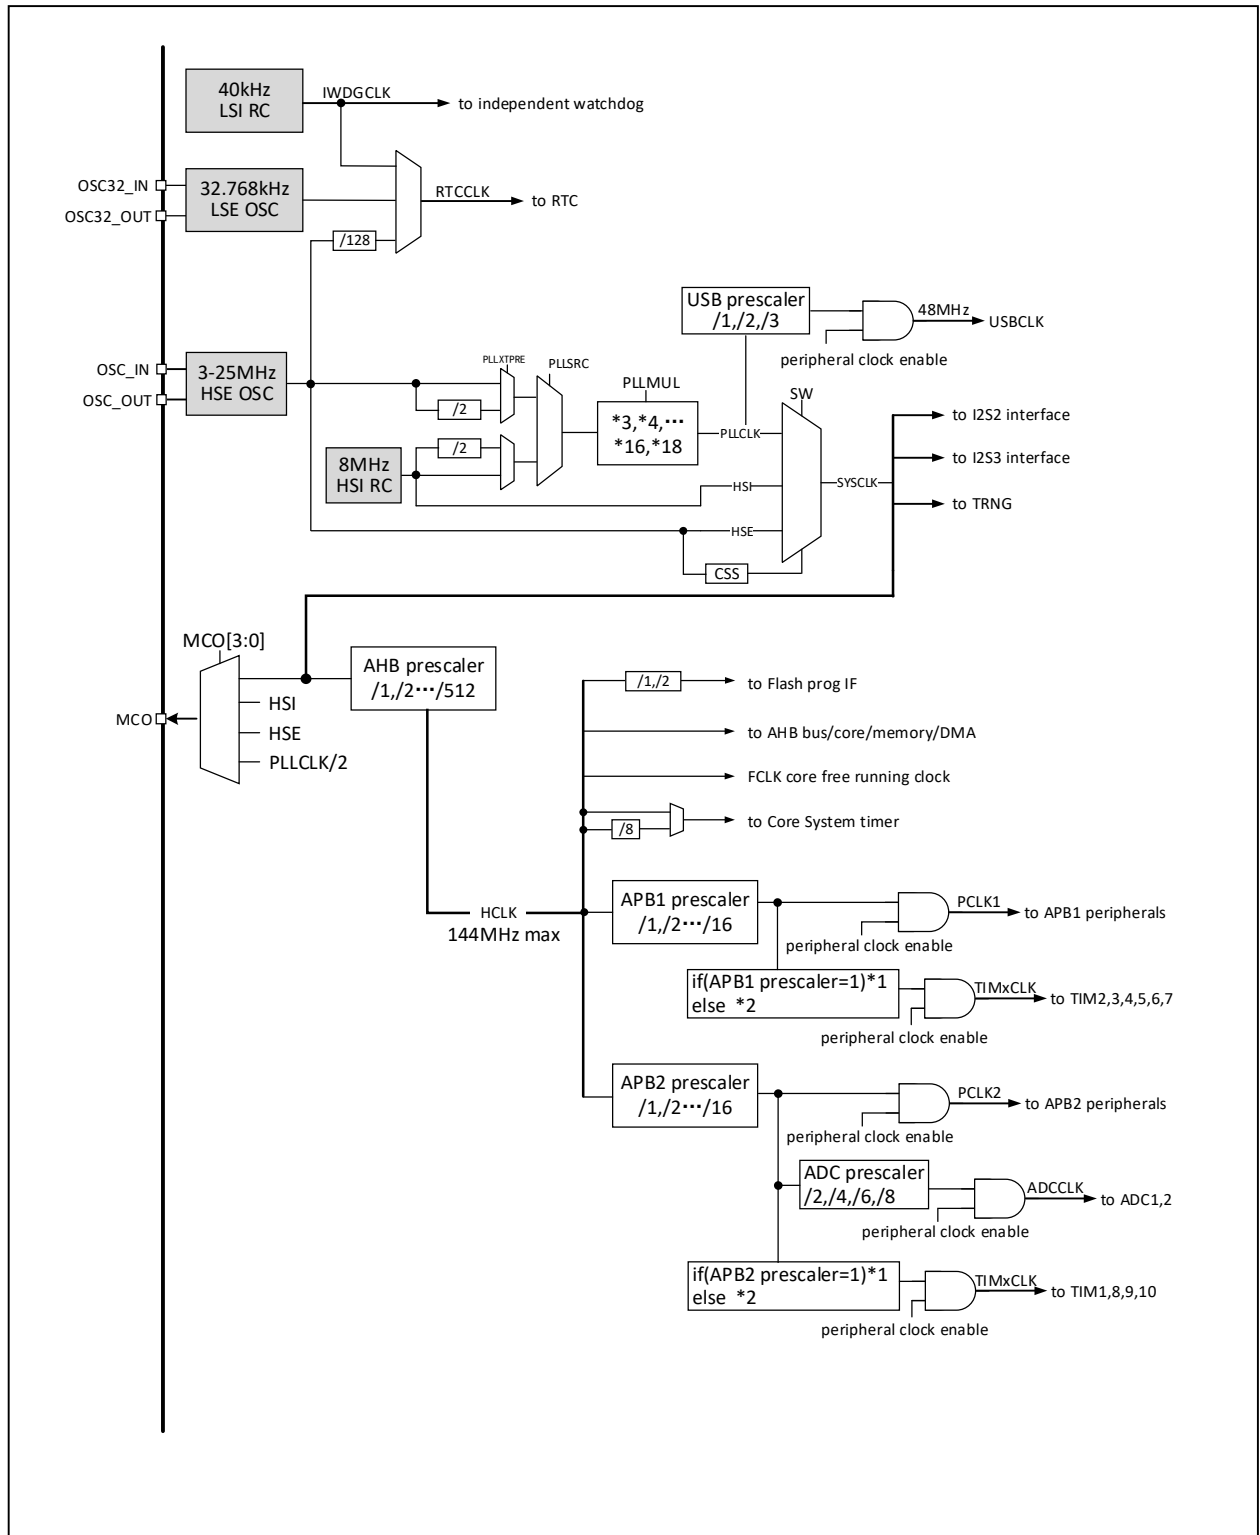 40kHz
LSI RC
IWDGCLK
to independent watchdog
OSC32_IN
OSC32_OUT
32.768kHz
LSE OSC
RTCCLK
to RTC
/128
USB prescaler
/1,/2,/3
48MHz
USBCLK
peripheral clock enable
OSC_IN
OSC_OUT
3-25MHz
HSE OSC
PLLXTPRE
PLLSRC
/2
PLLMUL
*3,*4,···
*16,*18
PLLCLK
SW
/2
8MHz
HSI RC
HSI
HSE
CSS
SYSCLK
to I2S2 interface
to I2S3 interface
to TRNG
MCO[3:0]
MCO
HSI
HSE
PLLCLK/2
AHB prescaler
/1,/2···/512
/1,/2
to Flash prog IF
to AHB bus/core/memory/DMA
FCLK core free running clock
/8
to Core System timer
HCLK
144MHz max
APB1 prescaler
/1,/2···/16
PCLK1
to APB1 peripherals
peripheral clock enable
if(APB1 prescaler=1)*1
else *2
TIMxCLK
to TIM2,3,4,5,6,7
peripheral clock enable
APB2 prescaler
/1,/2···/16
PCLK2
to APB2 peripherals
peripheral clock enable
ADC prescaler
/2,/4,/6,/8
ADCCLK
to ADC1,2
peripheral clock enable
if(APB2 prescaler=1)*1
else *2
TIMxCLK
to TIM1,8,9,10
peripheral clock enable